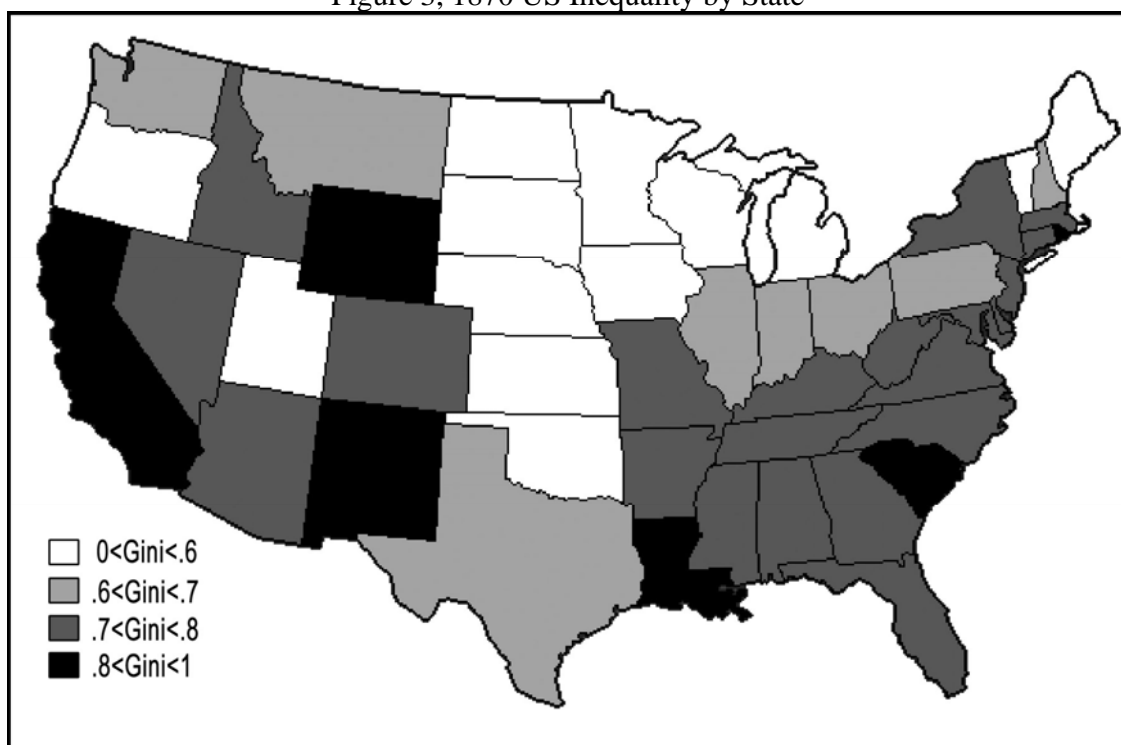 Figure 3, 1870 US Inequality by State
0<Gini<.6
.6<Gini<.7
.7<Gini<.8
.8<Gini<1